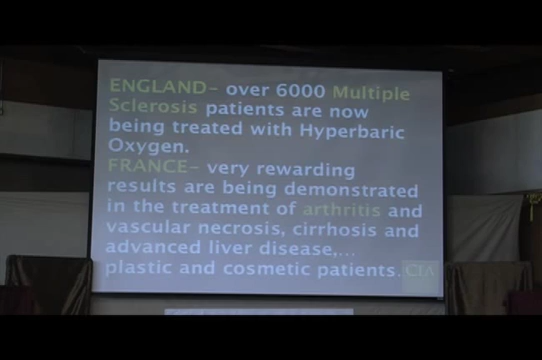 ENGLAND– over 6000 Multiple
Sclerosis patients are now
being treated with Hyperbaric
Oxygen.
FRANCE– very rewarding
results are being demonstrated
in the treatment of arthritis and
vascular necrosis, cirrhosis and
advanced liver disease,...
plastic and cosmetic patients.